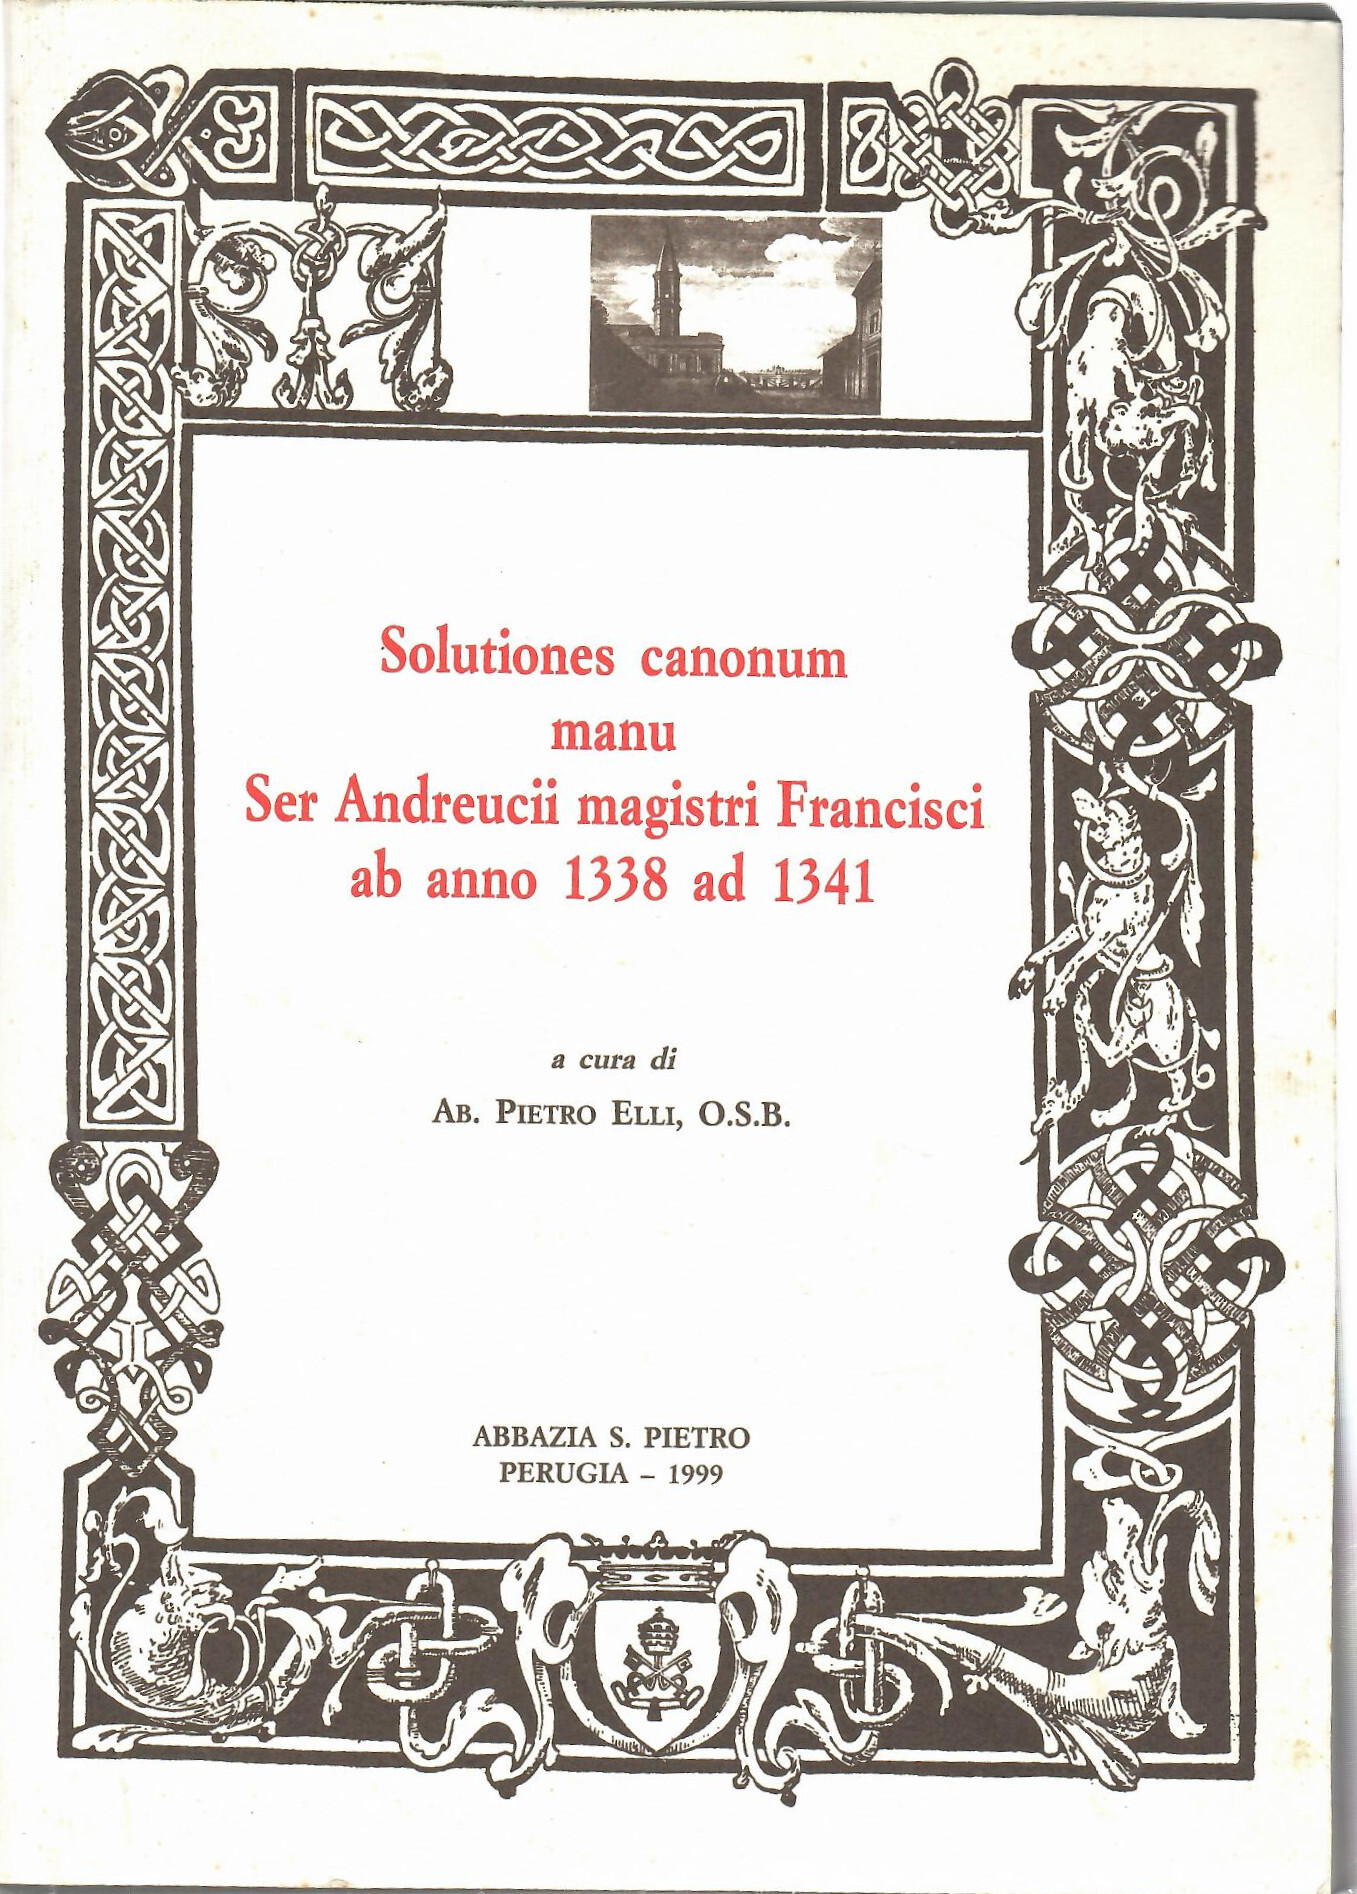 Solutiones canonum
manu
Ser Andreucii magistri Francisci
ab anno 1338 ad 1341
a cura di
AB. PIETRO ELLI, O.S.B.
ABBAZIA S. PIETRO
PERUGIA – 1999